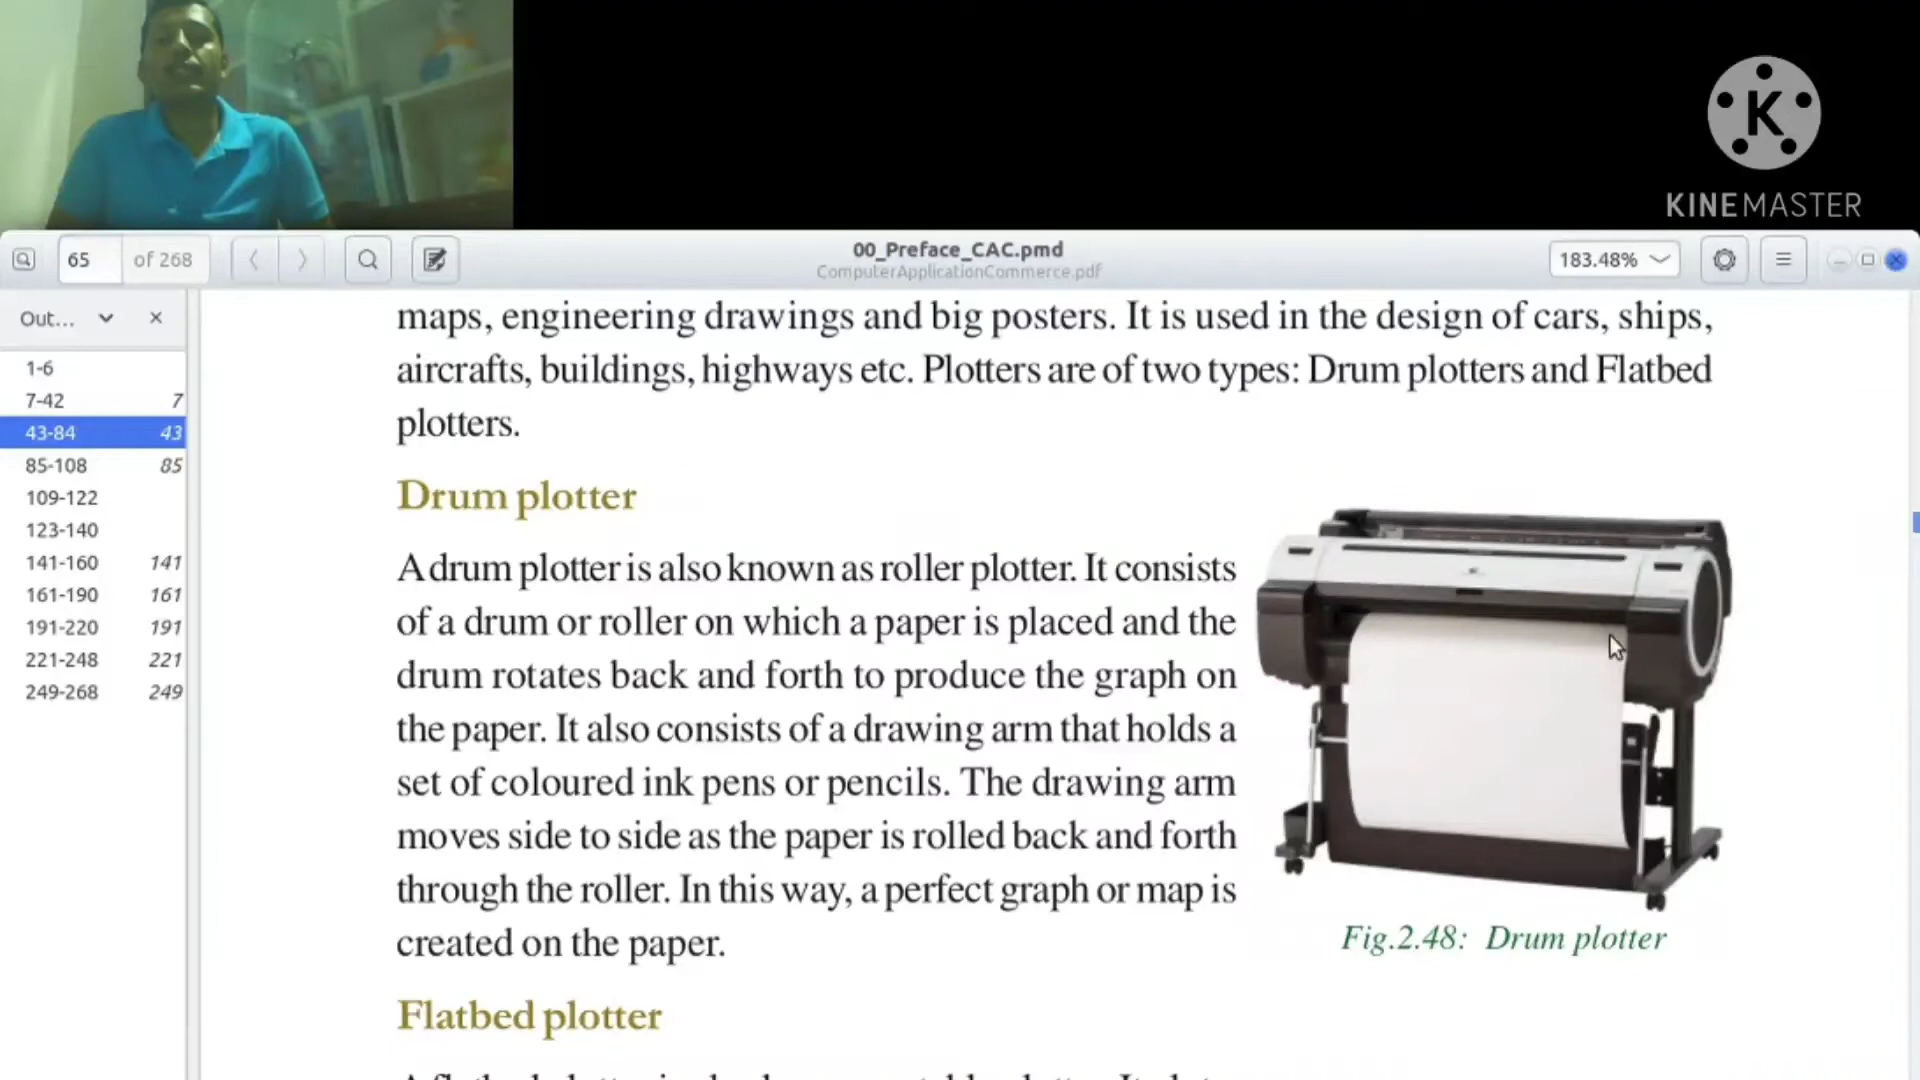 K
KINEMASTER
65 of 268
00_Preface_CAC.pmd
ComputerApplicationCommerce.pdf
183.48%
Out...
1-6
7-42 7
43-84 43
85-108 85
109-122
123-140
141-160 141
161-190 161
191-220 191
221-248 221
249-268 249
maps, engineering drawings and big posters. It is used in the design of cars, ships,
aircrafts, buildings, highways etc. Plotters are of two types: Drum plotters and Flatbed
plotters.
Drum plotter
A drum plotter is also known as roller plotter. It consists
of a drum or roller on which a paper is placed and the
drum rotates back and forth to produce the graph on
the paper. It also consists of a drawing arm that holds a
set of coloured ink pens or pencils. The drawing arm
moves side to side as the paper is rolled back and forth
through the roller. In this way, a perfect graph or map is
created on the paper.
Fig.2.48: Drum plotter
Flatbed plotter